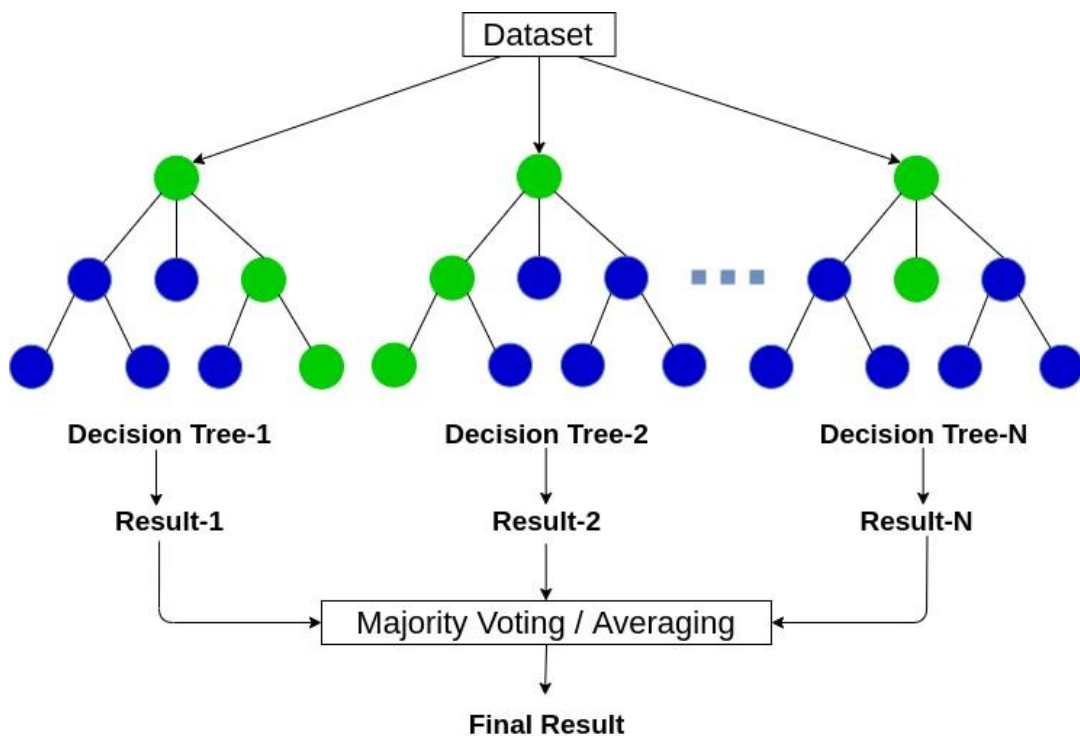 Dataset
Decision Tree-1
Decision Tree-2
Decision Tree-N
Result-1
Result-2
Result-N
Majority Voting / Averaging
Final Result